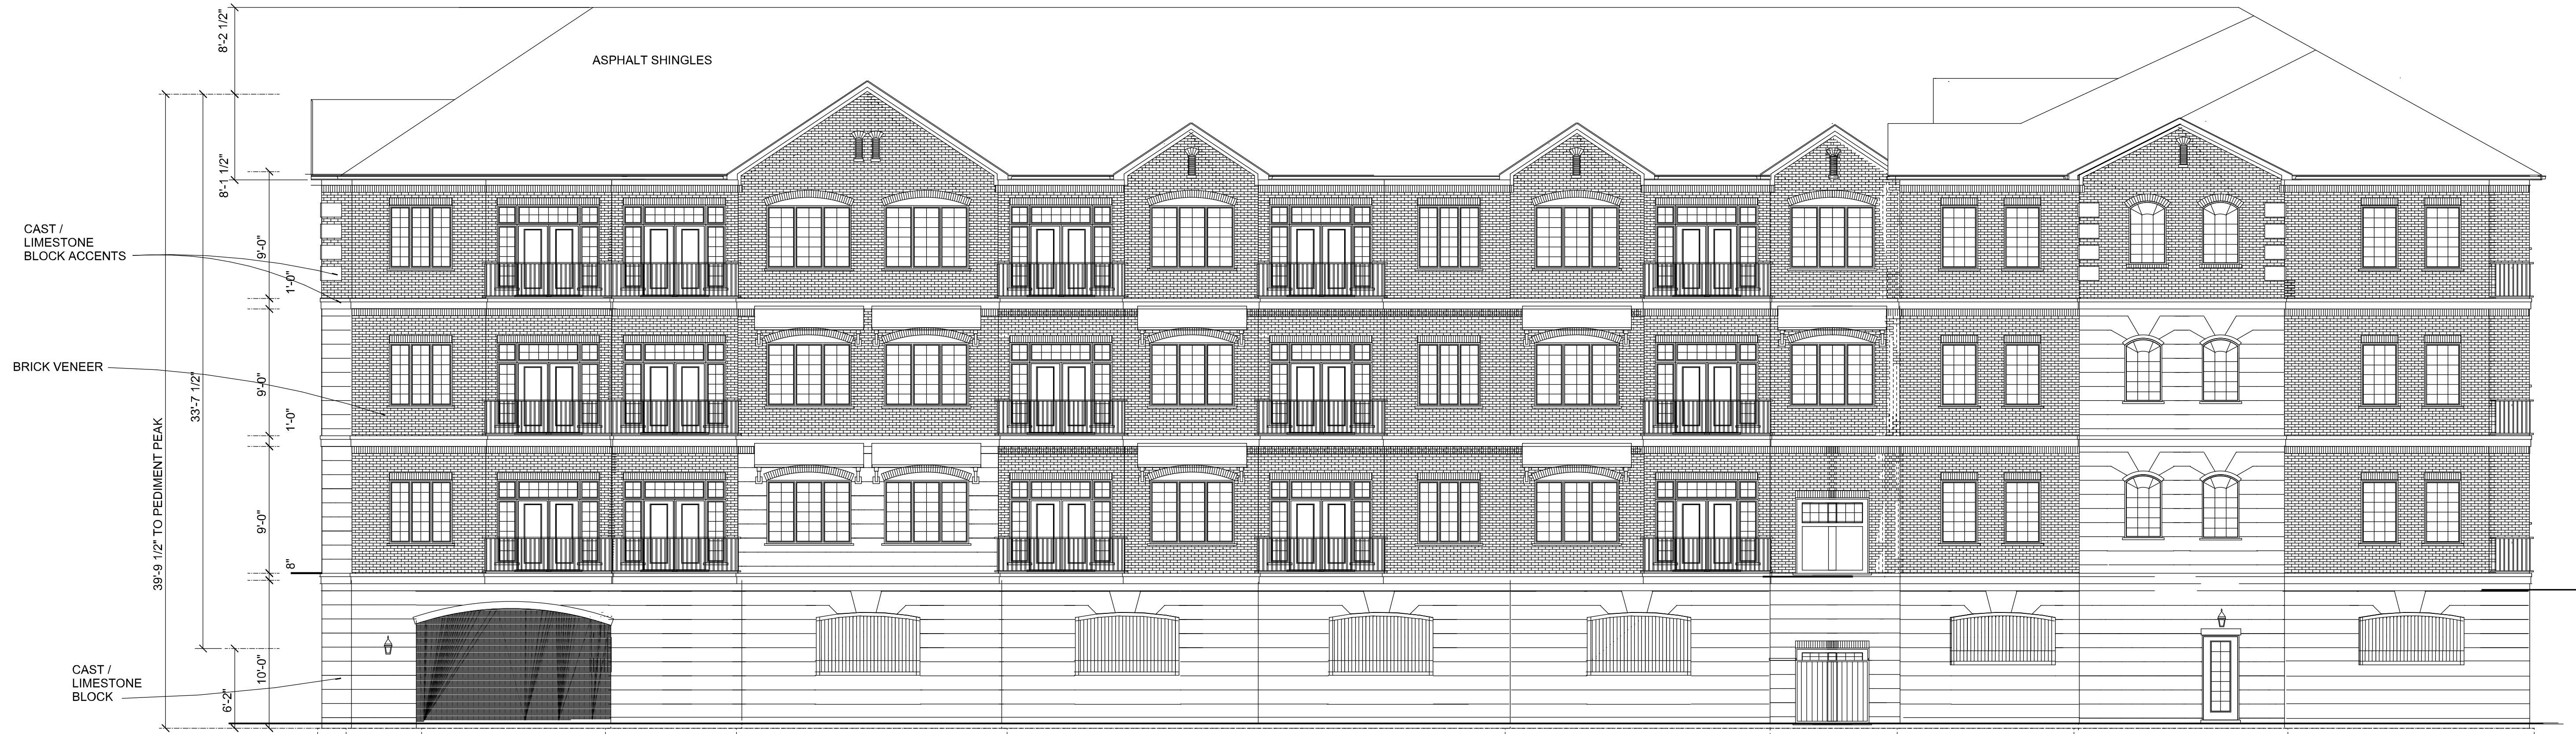 8'-2 1/2"
ASPHALT SHINGLES
8'-1 1/2"
CAST /
LIMESTONE
BLOCK ACCENTS
9'-0"
1'-0"
BRICK VENEER
33'-7 1/2"
9'-0"
1'-0"
39'-9 1/2" TO PEDIMENT PEAK
9'-0"
8"
CAST /
LIMESTONE
BLOCK
10'-0"
6'-2"